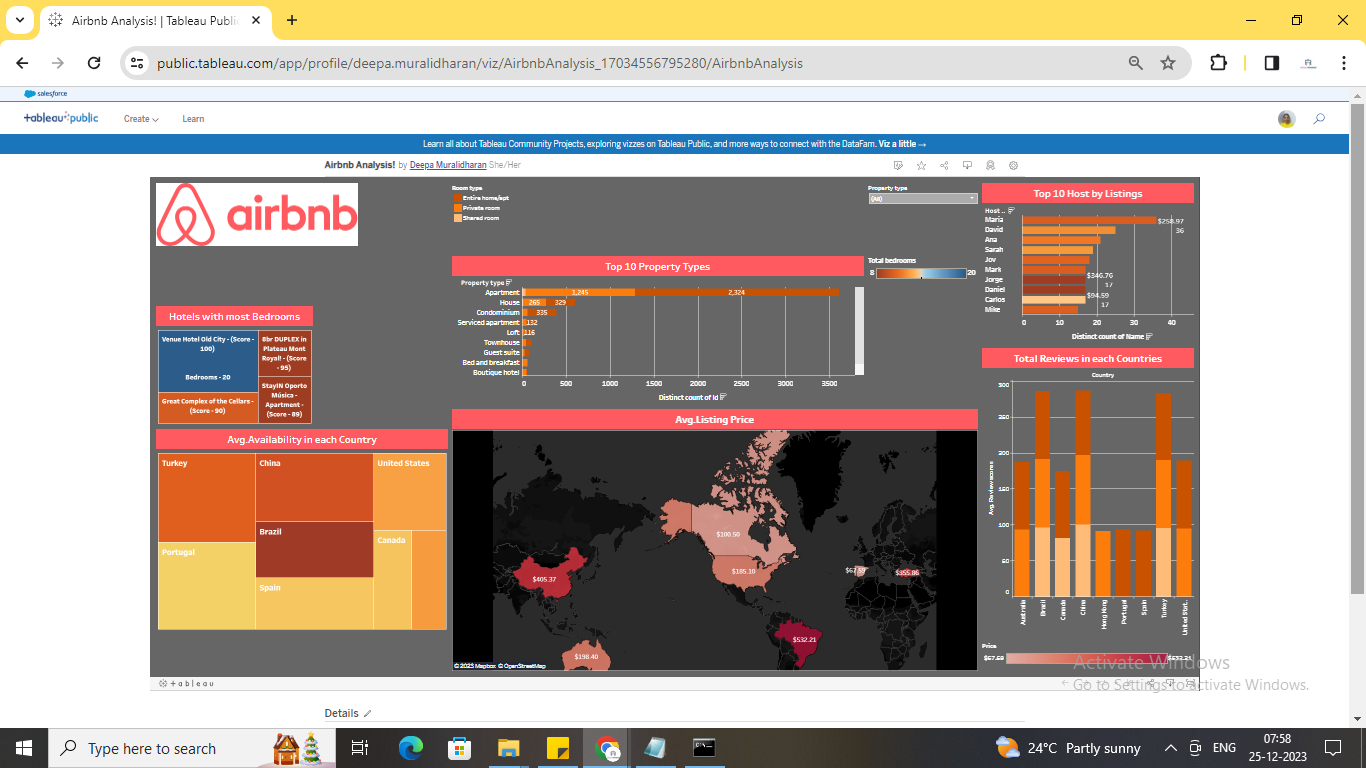 Airbnb Analysis! | Tableau Public
public.tableau.com/app/profile/deepa.muralidharan/viz/AirbnbAnalysis_17034556795280/AirbnbAnalysis
salesforce
+ableau public
Create
Learn
Learn all about Tableau Community Projects, exploring vizzes on Tableau Public, and more ways to connect with the DataFam. Viz a little →
Airbnb Analysis! by Deepa Muralidharan She/Her
airbnb
Room type
Entire home/apt
Private room
Shared room
Property type
(All)
Total bedrooms
8 20
Top 10 Property Types
Property type
Apartment 1,245 2,324
House 265 329
Condominium 335
Serviced apartment 132
Loft 116
Townhouse
Guest suite
Bed and breakfast
Boutique hotel
0 500 1000 1500 2000 2500 3000 3500
Distinct count of Id
Top 10 Host by Listings
Host ..
Maria $258.97
David 36
Ana
Sarah
Jov
Mark
Jorge $346.76
Daniel 17
Carlos $94.59
17
Mike
0 10 20 30 40
Distinct count of Name
Hotels with most Bedrooms
Venue Hotel Old City - (Score -
100)
Bedrooms - 20
8br DUPLEX in
Plateau Mont
Royal! - (Score
- 95)
Great Complex of the Cellars -
(Score - 90)
StayIN Oporto
Música -
Apartment -
(Score - 89)
Avg.Availability in each Country
Turkey
China
United States
Brazil
Canada
Portugal
Spain
Avg.Listing Price
$100.50
$185.10
$405.37
$67.59
$355.86
$532.21
$198.40
© 2023 Mapbox © OpenStreetMap
Total Reviews in each Countries
Country
Avg. Review scores
300
250
200
150
100
50
0
Australia
Brazil
Canada
China
Hong Kong
Portugal
Spain
Turkey
United Stat..
Price
$67.59 $532.21
Activate Windows
Go to Settings to activate Windows.
+ a b l e a u
Details
Type here to search
24°C Partly sunny
ENG
07:58
25-12-2023